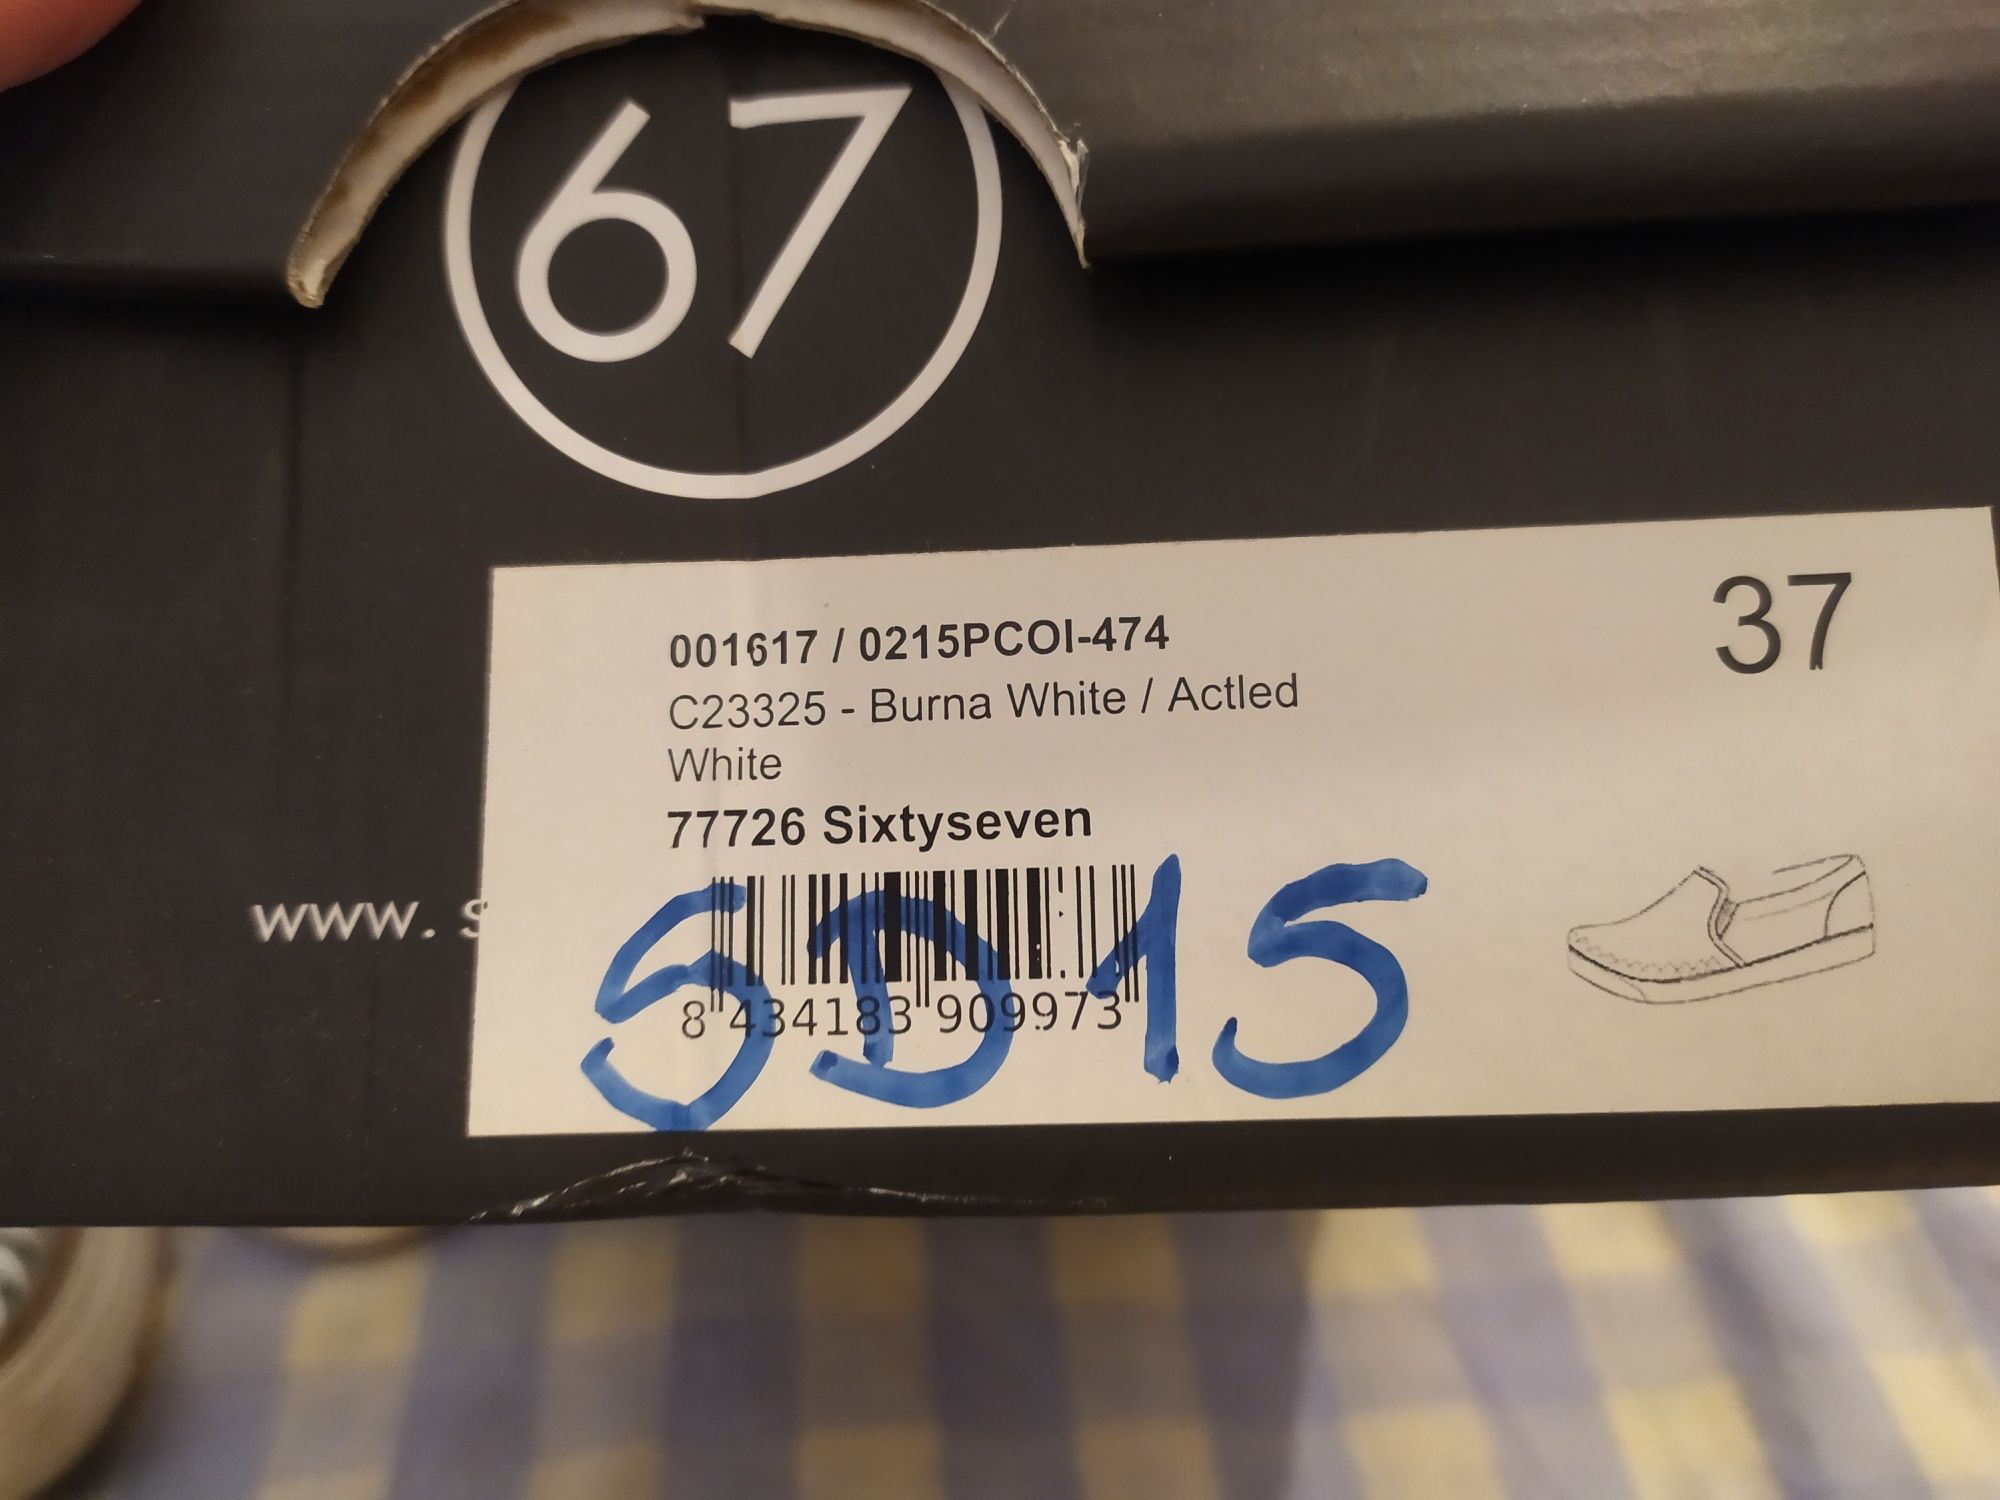 67
37
001617 / 0215PCOI-474
C23325 - Burna White / Actled
White
77726 Sixtyseven
www. s
SD15
8 434183 909973